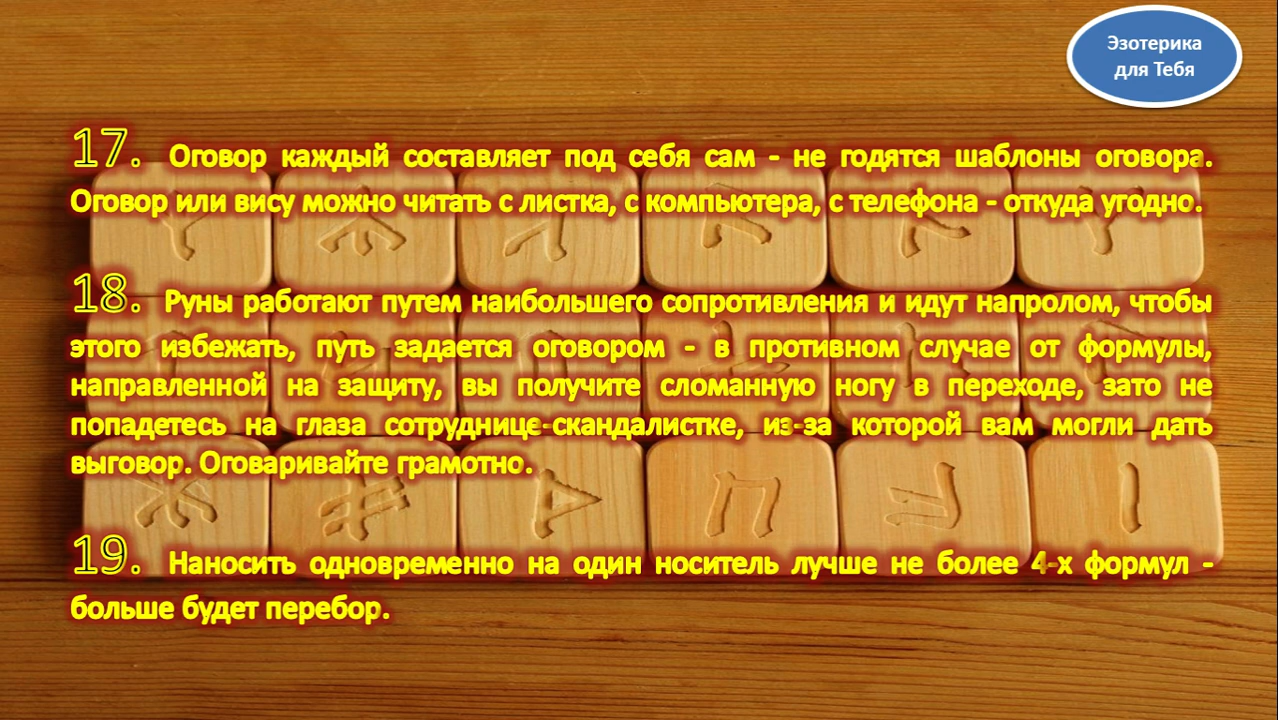 Эзотерика
для Тебя
17. Оговор каждый составляет под себя сам - не годятся шаблоны оговора.
Оговор или вису можно читать с листка, с компьютера, с телефона - откуда угодно.
18. Руны работают путем наибольшего сопротивления и идут напролом, чтобы
этого избежать, путь задается оговором - в противном случае от формулы,
направленной на защиту, вы получите сломанную ногу в переходе, зато не
попадетесь на глаза сотруднице-скандалистке, из-за которой вам могли дать
выговор. Оговаривайте грамотно.
19. Наносить одновременно на один носитель лучше не более 4-х формул -
больше будет перебор.